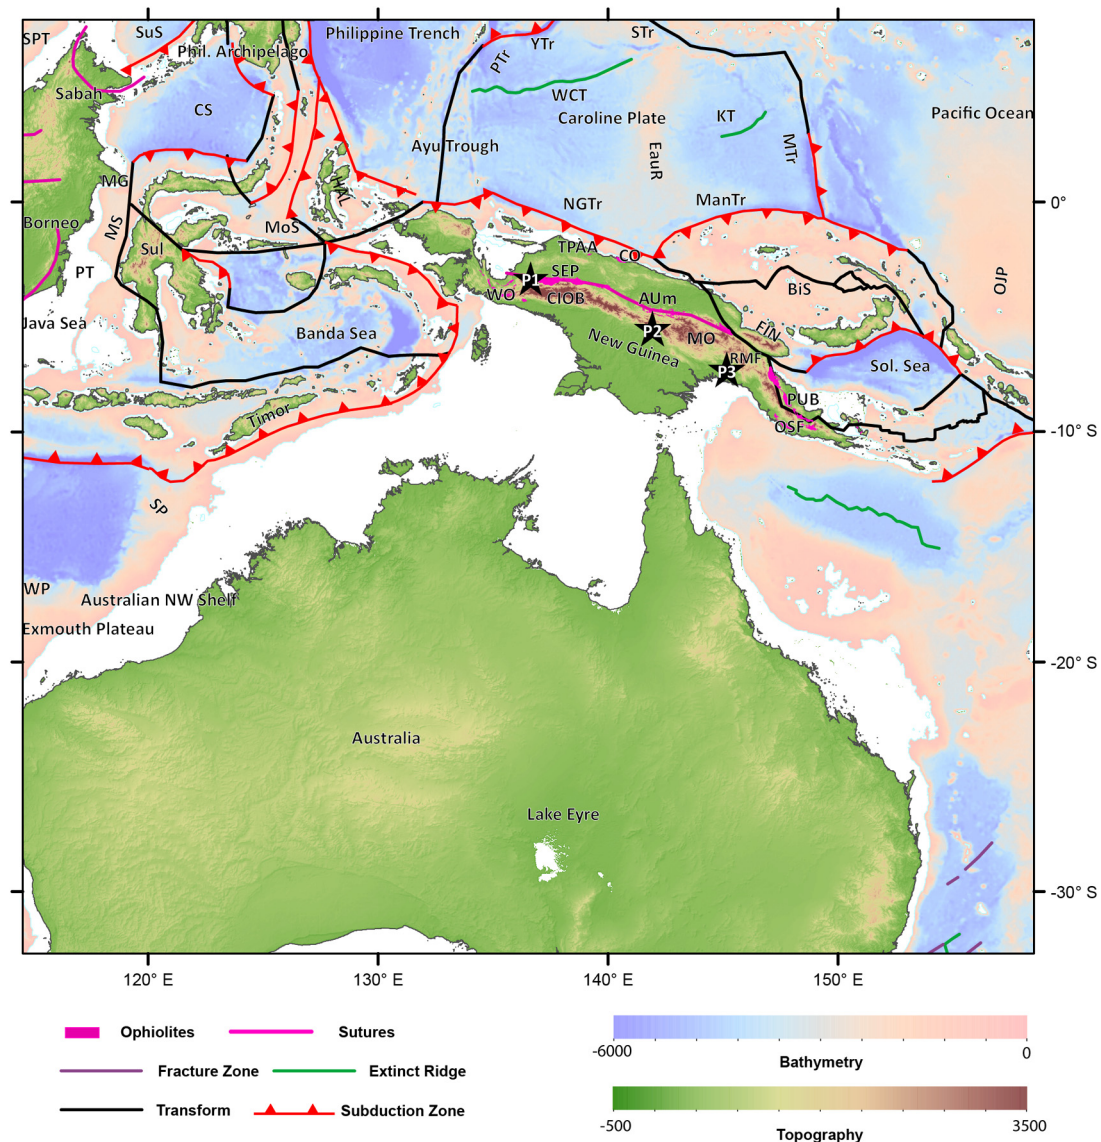 SPT
SuS
Phil. Archipelago
Philippine Trench
YTr
STr
PTr
Sabah
CS
WCT
Caroline Plate
KT
Pacific Ocean
Ayu Trough
EauR
MTr
MG
HAL
NGTr
ManTr
0°
Borneo
MS
MoS
Sul
TPAA
CO
PT
P1
SEP
WO
CIOB
AUm
BiS
OJP
Java Sea
Banda Sea
P2
New Guinea
MO
FIN
RMF
P3
Sol. Sea
Timor
PUB
OSF
-10° S
SP
WP
Australian NW Shelf
Exmouth Plateau
-20° S
Australia
Lake Eyre
-30° S
120° E
130° E
140° E
150° E
Ophiolites
Sutures
Fracture Zone
Extinct Ridge
Transform
Subduction Zone
-6000
0
Bathymetry
-500
3500
Topography